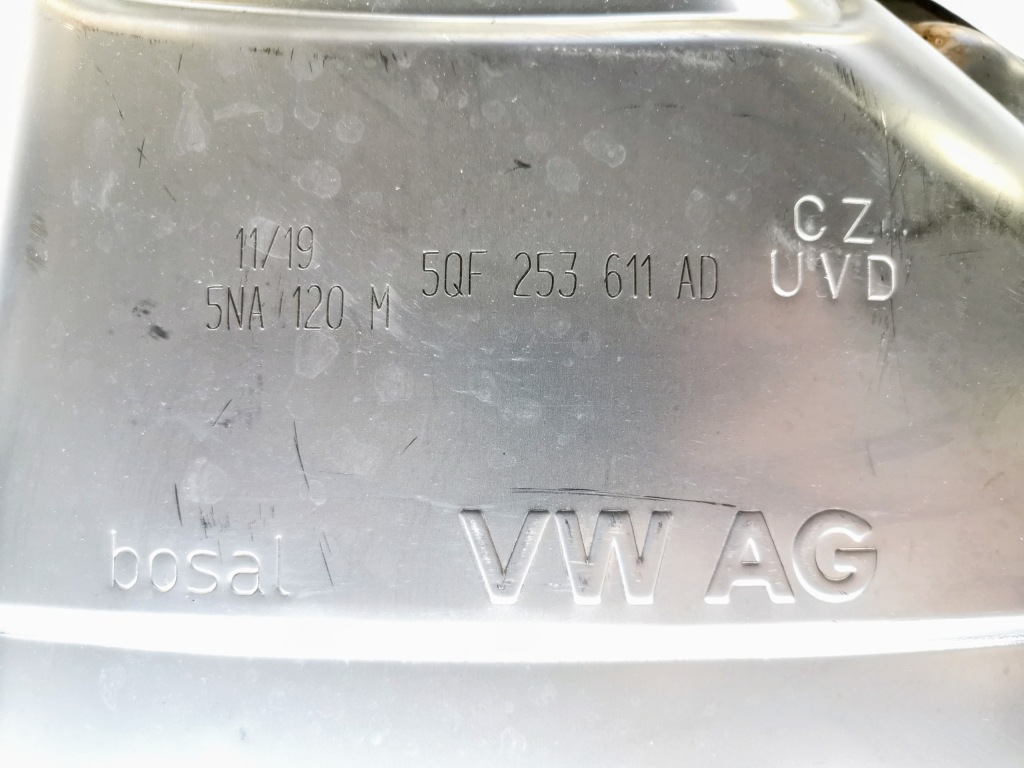 11/19
5NA 120 M
5QF 253 611 AD
CZ
UVD
bosal
VW AG